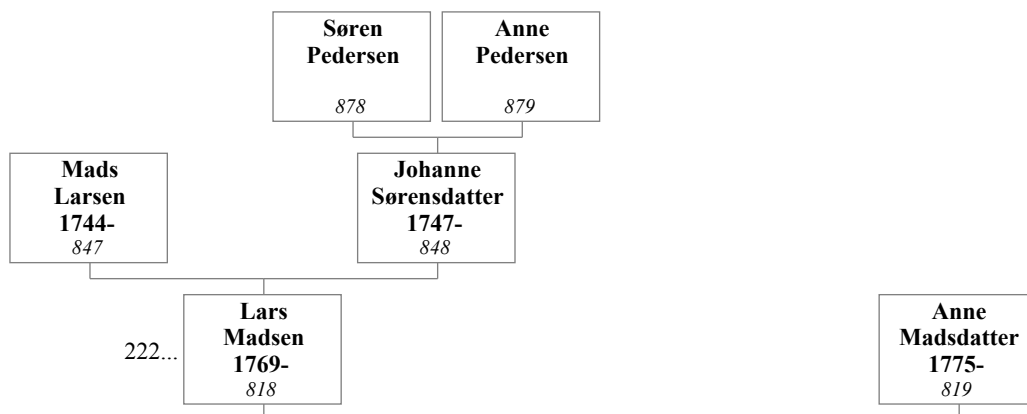 Søren
Pedersen
878
Anne
Pedersen
879
Mads
Larsen
1744-
847
Johanne
Sørensdatter
1747-
848
222...
Lars
Madsen
1769-
818
Anne
Madsdatter
1775-
819